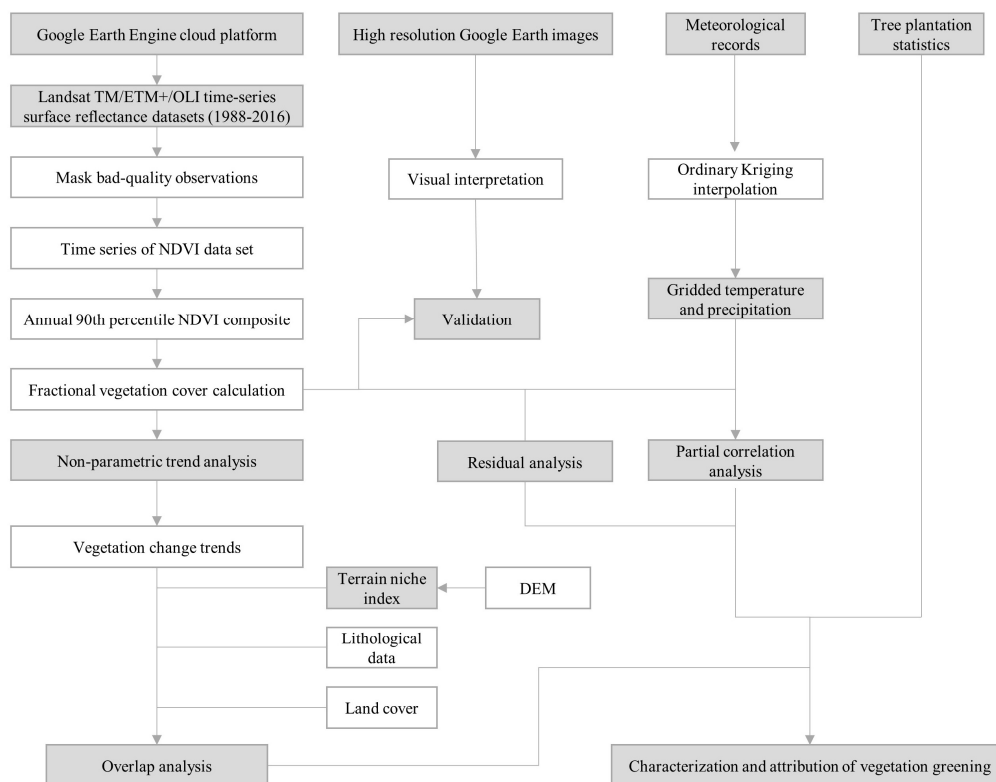 Google Earth Engine cloud platform
High resolution Google Earth images
Meteorological
records
Tree plantation
statistics
Landsat TM/ETM+/OLI time-series
surface reflectance datasets (1988-2016)
Mask bad-quality observations
Visual interpretation
Ordinary Kriging
interpolation
Time series of NDVI data set
Gridded temperature
and precipitation
Annual 90th percentile NDVI composite
Validation
Fractional vegetation cover calculation
Non-parametric trend analysis
Residual analysis
Partial correlation
analysis
Vegetation change trends
Terrain niche
index
DEM
Lithological
data
Land cover
Overlap analysis
Characterization and attribution of vegetation greening